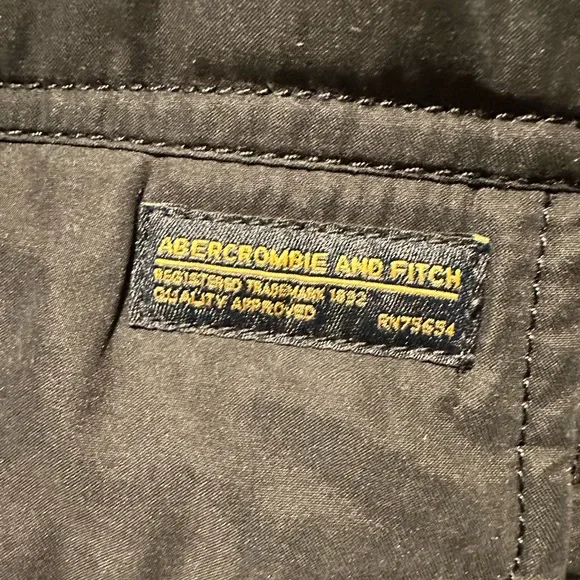 ABERCROMBIE AND FITCH
REGISTERED TRADEMARK 1892
QUALITY APPROVED RN75654